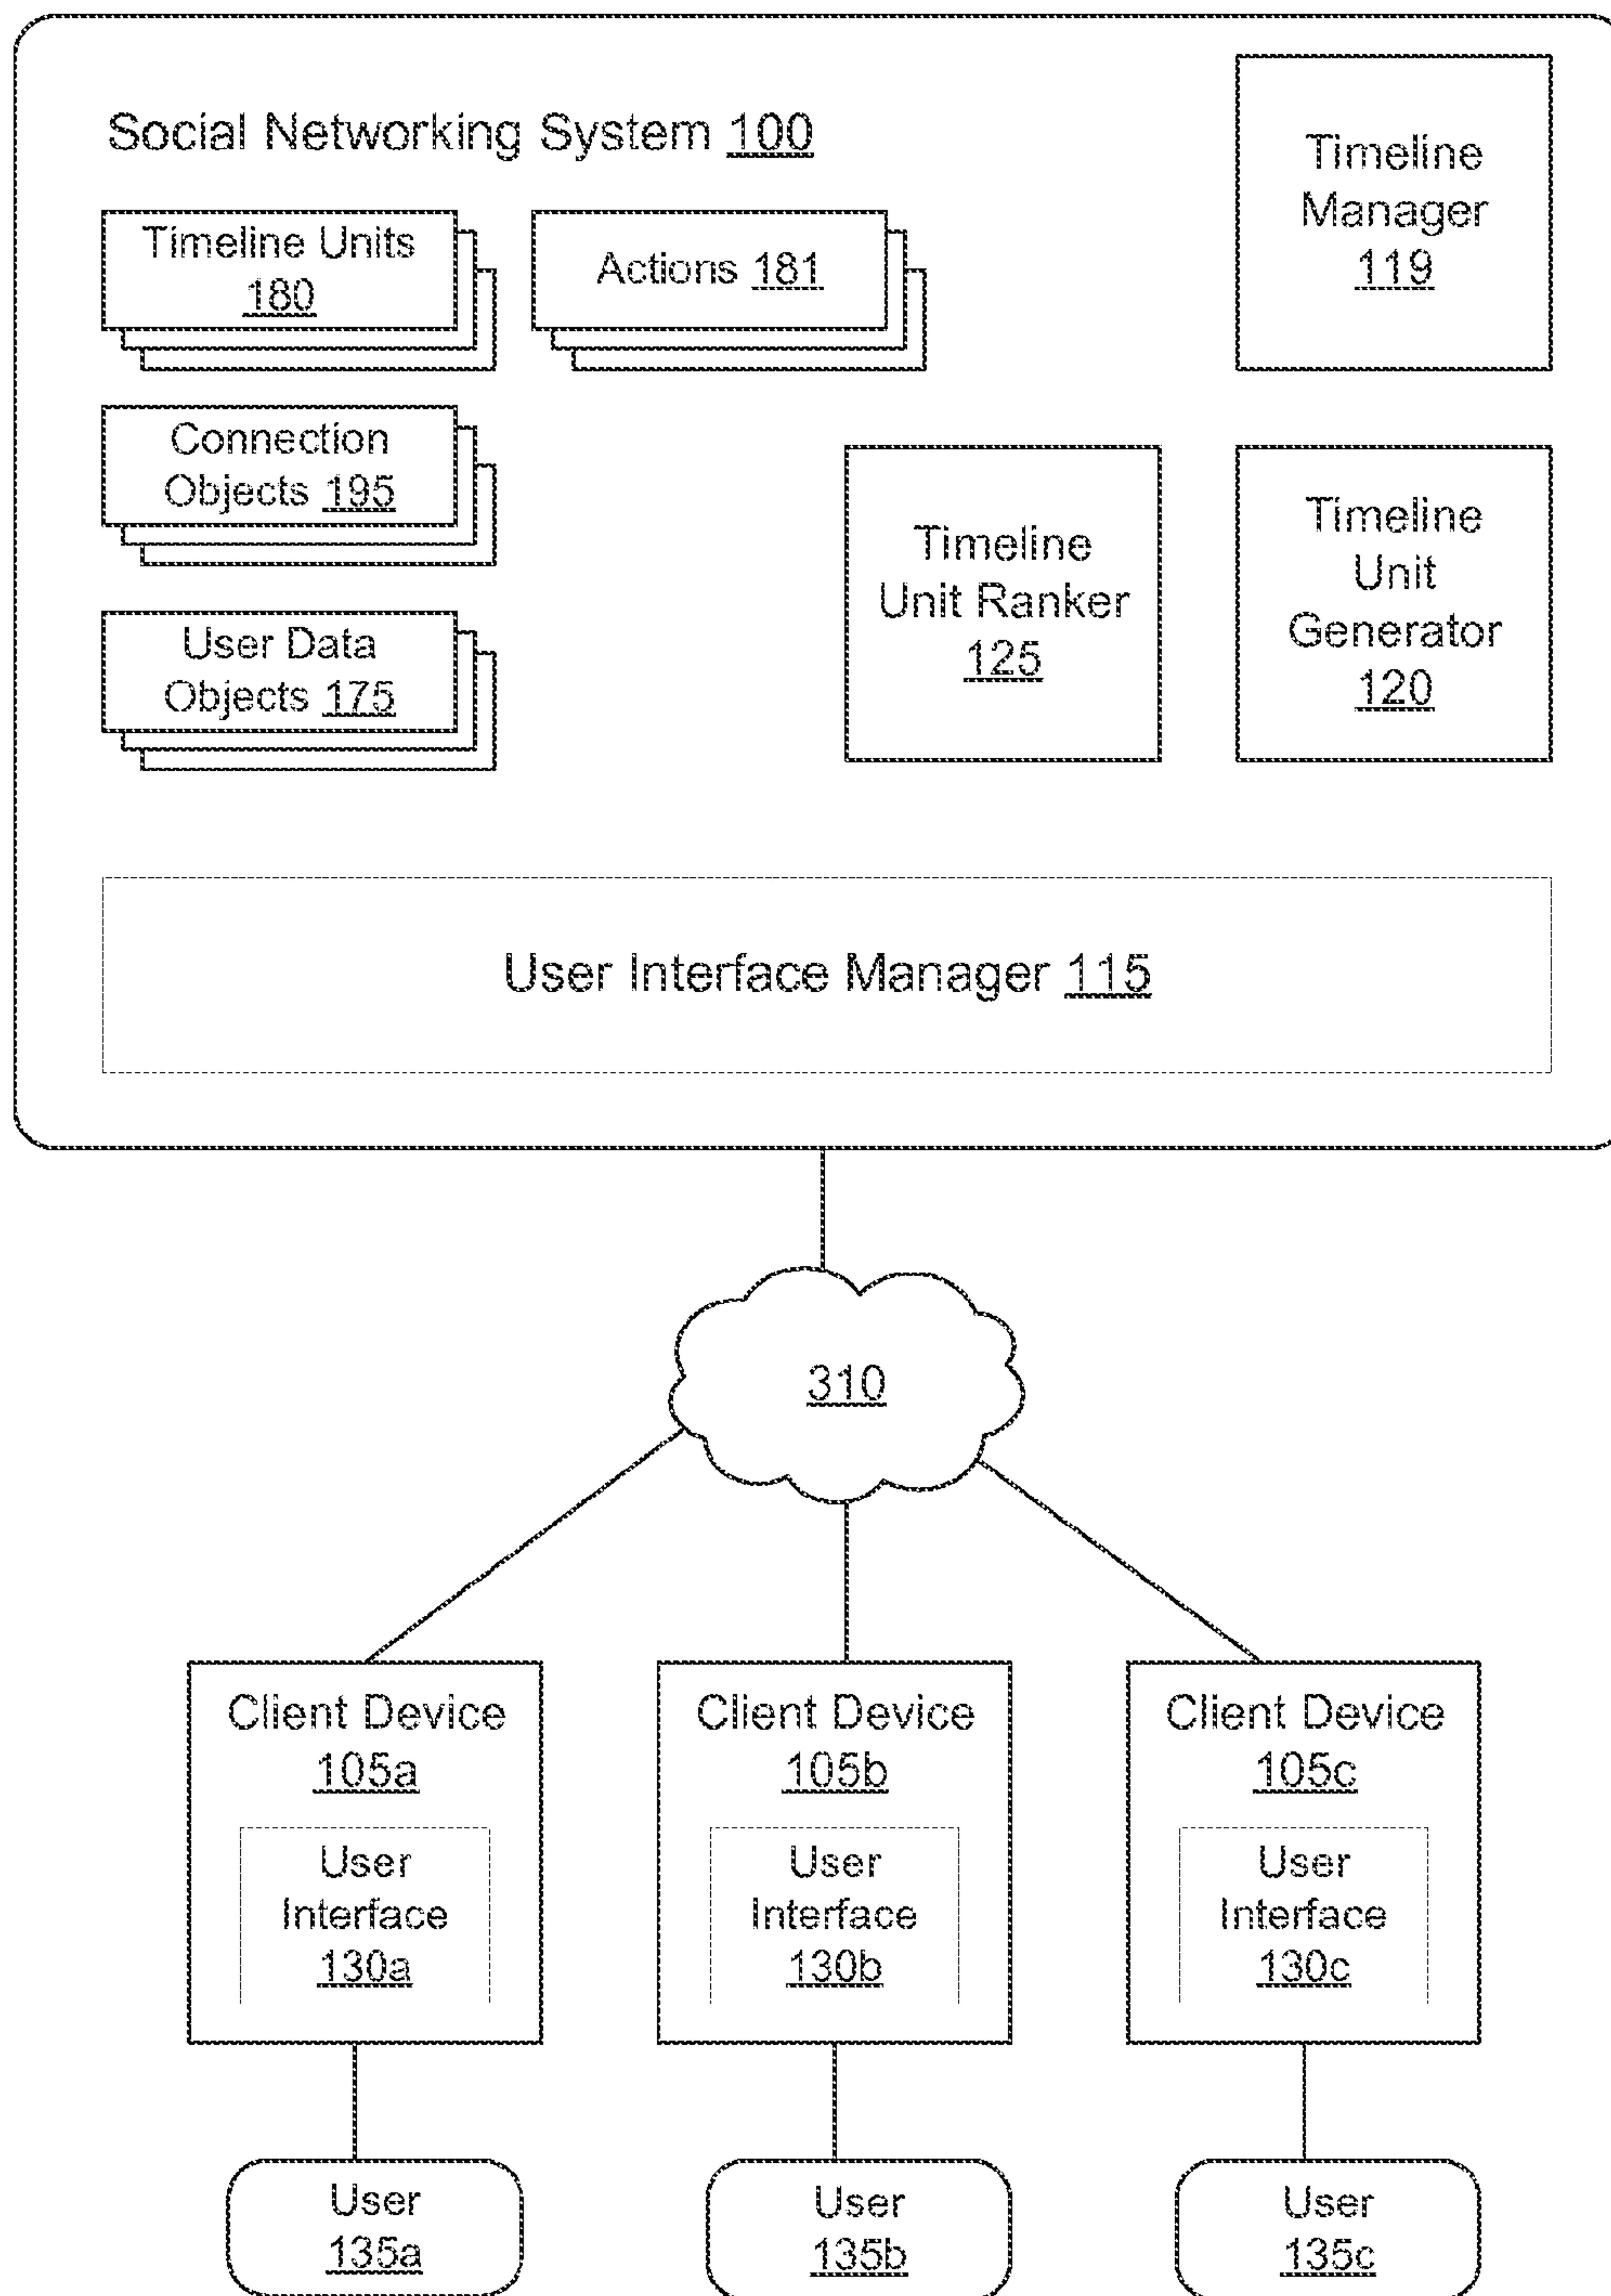 Social Networking System 100
Timeline
Manager
119
Timeline Units
180
Actions 181
Connection
Objects 195
Timeline
Unit Ranker
125
Timeline
Unit
Generator
120
User Data
Objects 175
User Interface Manager 115
310
Client Device
105a
User
Interface
130a
Client Device
105b
User
Interface
130b
Client Device
105c
User
Interface
130c
User
135a
User
135b
User
135c